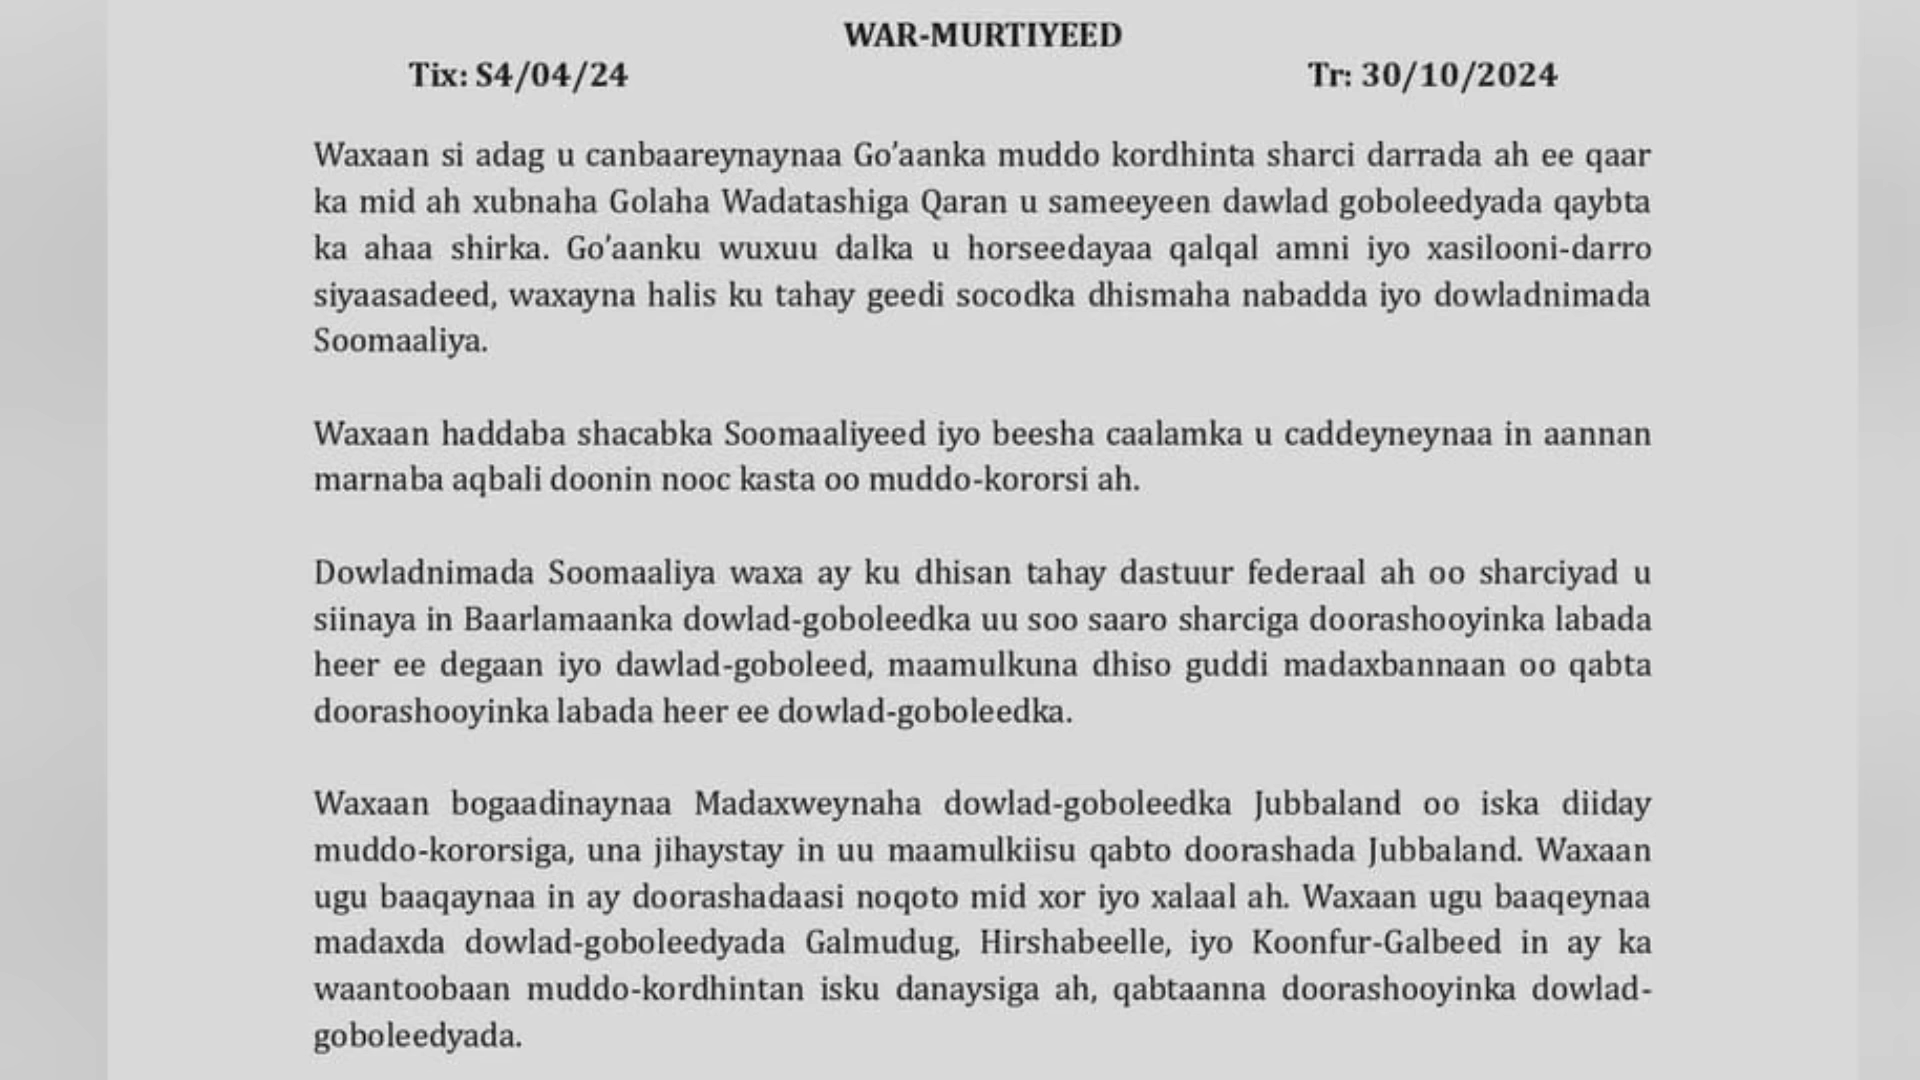 WAR-MURTIYEED
Tix: S4/04/24 Tr: 30/10/2024
Waxaan si adag u canbaareynaynaa Go’aanka muddo kordhinta sharci darrada ah ee qaar
ka mid ah xubnaha Golaha Wadatashiga Qaran u sameeyeen dawlad goboleedyada qaybta
ka ahaa shirka. Go’aanku wuxuu dalka u horseedayaa qalqal amni iyo xasilooni-darro
siyaasadeed, waxayna halis ku tahay geedi socodka dhismaha nabadda iyo dowladnimada
Soomaaliya.
Waxaan haddaba shacabka Soomaaliyeed iyo beesha caalamka u caddeyneynaa in aannan
marnaba aqbali doonin nooc kasta oo muddo-kororsi ah.
Dowladnimada Soomaaliya waxa ay ku dhisan tahay dastuur federaal ah oo sharciyad u
siinaya in Baarlamaanka dowlad-goboleedka uu soo saaro sharciga doorashooyinka labada
heer ee degaan iyo dawlad-goboleed, maamulkuna dhiso guddi madaxbannaan oo qabta
doorashooyinka labada heer ee dowlad-goboleedka.
Waxaan bogaadinaynaa Madaxweynaha dowlad-goboleedka Jubbaland oo iska diiday
muddo-kororsiga, una jihaystay in uu maamulkiisu qabto doorashada Jubbaland. Waxaan
ugu baaqaynaa in ay doorashadaasi noqoto mid xor iyo xalaal ah. Waxaan ugu baaqeynaa
madaxda dowlad-goboleedyada Galmudug, Hirshabeelle, iyo Koonfur-Galbeed in ay ka
waantoobaan muddo-kordhintan isku danaysiga ah, qabtaanna doorashooyinka dowlad-
goboleedyada.